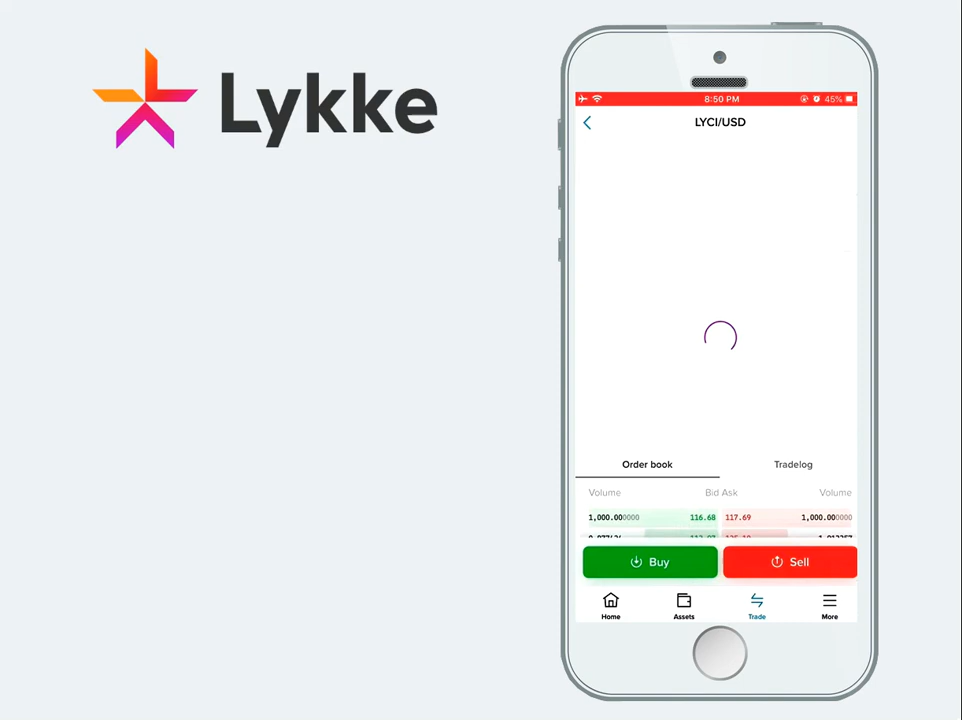 Lykke
8:50 PM
45%
LYCI/USD
Order book
Tradelog
Volume
Bid Ask
Volume
1,000.000000
116.68
117.69
1,000.000000
Buy
Sell
Home
Assets
Trade
More